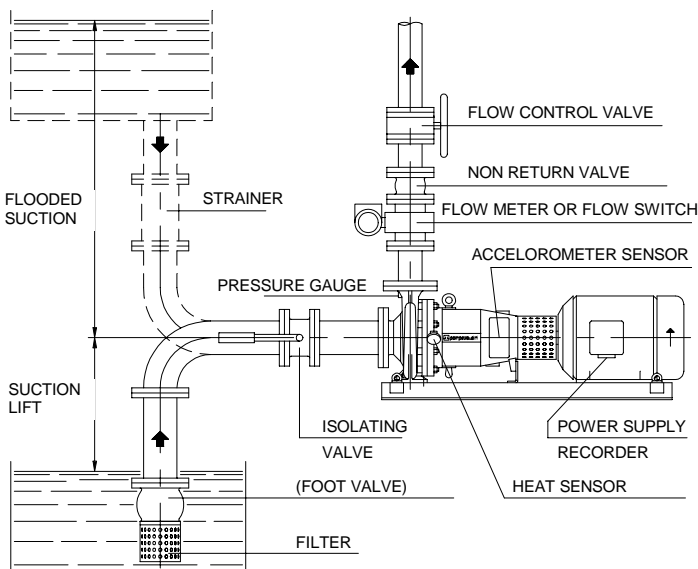 FLOW CONTROL VALVE
NON RETURN VALVE
FLOODED
SUCTION
STRAINER
FLOW METER OR FLOW SWITCH
ACCELOROMETER SENSOR
PRESSURE GAUGE
SUCTION
LIFT
ISOLATING
VALVE
POWER SUPPLY
RECORDER
(FOOT VALVE)
HEAT SENSOR
FILTER